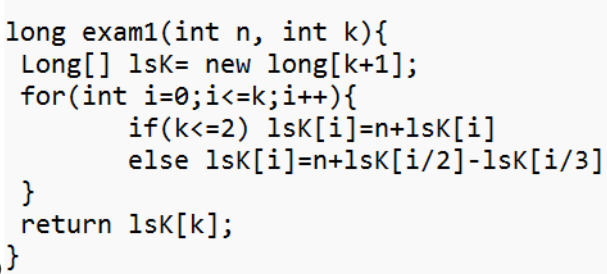 long exam1(int n, int k){
Long[] lsK= new long[k+1];
for(int i=0;i<=k;i++){
if(k<=2) lsK[i]=n+lsK[i]
else lsK[i]=n+lsK[i/2]-lsK[i/3]
}
return lsK[k];
}